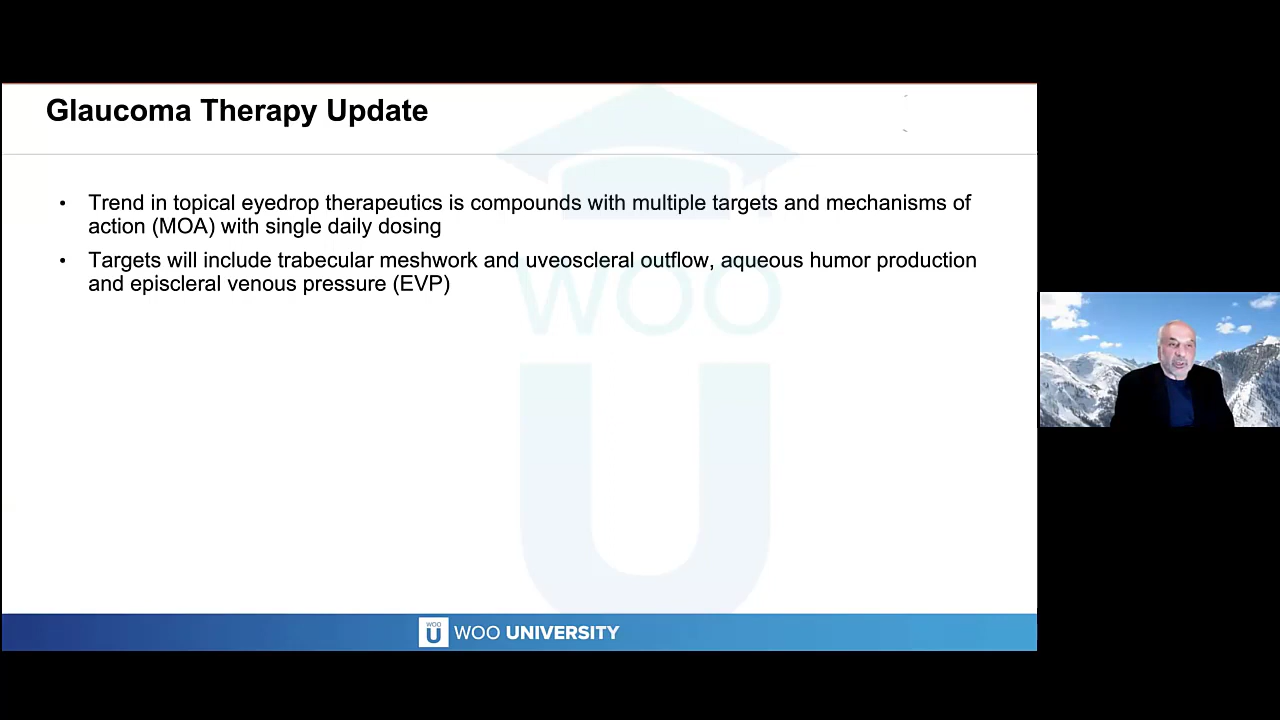 Glaucoma Therapy Update
• Trend in topical eyedrop therapeutics is compounds with multiple targets and mechanisms of
action (MOA) with single daily dosing
• Targets will include trabecular meshwork and uveoscleral outflow, aqueous humor production
and episcleral venous pressure (EVP)
WOO
U
WOO
U
WOO UNIVERSITY